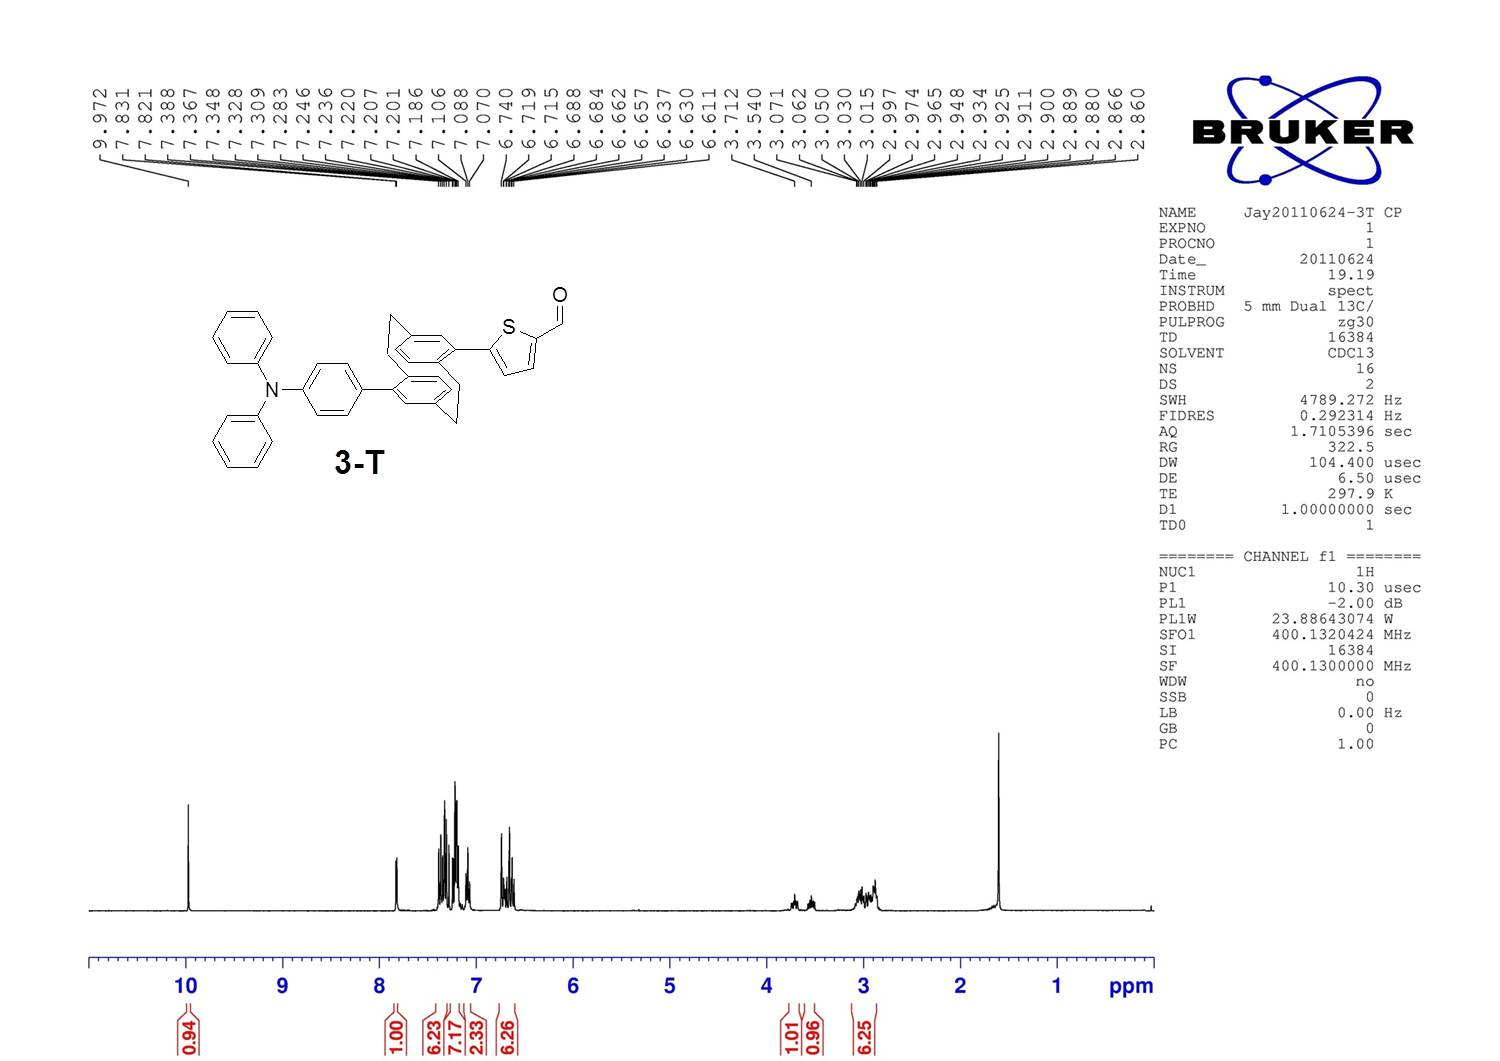 9.972 7.831 7.821 7.388 7.367 7.348 7.328 7.309 7.283 7.246 7.236 7.220 7.207 7.201 7.186 7.106 7.088 7.070 6.740 6.719 6.715 6.688 6.684 6.662 6.657 6.637 6.630 6.611 3.712 3.540 3.071 3.062 3.050 3.030 3.015 2.997 2.974 2.965 2.948 2.934 2.925 2.911 2.900 2.889 2.880 2.866 2.860
BRUKER
NAME Jay20110624-3T CP
EXPNO 1
PROCNO 1
Date_ 20110624
Time 19.19
INSTRUM spect
PROBHD 5 mm Dual 13C/
PULPROG zg30
TD 16384
SOLVENT CDCl3
NS 16
DS 2
SWH 4789.272 Hz
FIDRES 0.292314 Hz
AQ 1.7105396 sec
RG 322.5
DW 104.400 usec
DE 6.50 usec
TE 297.9 K
D1 1.00000000 sec
TD0 1
======== CHANNEL f1 ========
NUC1 1H
P1 10.30 usec
PL1 -2.00 dB
PL1W 23.88643074 W
SFO1 400.1320424 MHz
SI 16384
SF 400.1300000 MHz
WDW no
SSB 0
LB 0.00 Hz
GB 0
PC 1.00
O
S
N
3-T
10 9 8 7 6 5 4 3 2 1 ppm
0.94 1.00 6.23 7.17 2.33 6.26 1.01 0.96 6.25